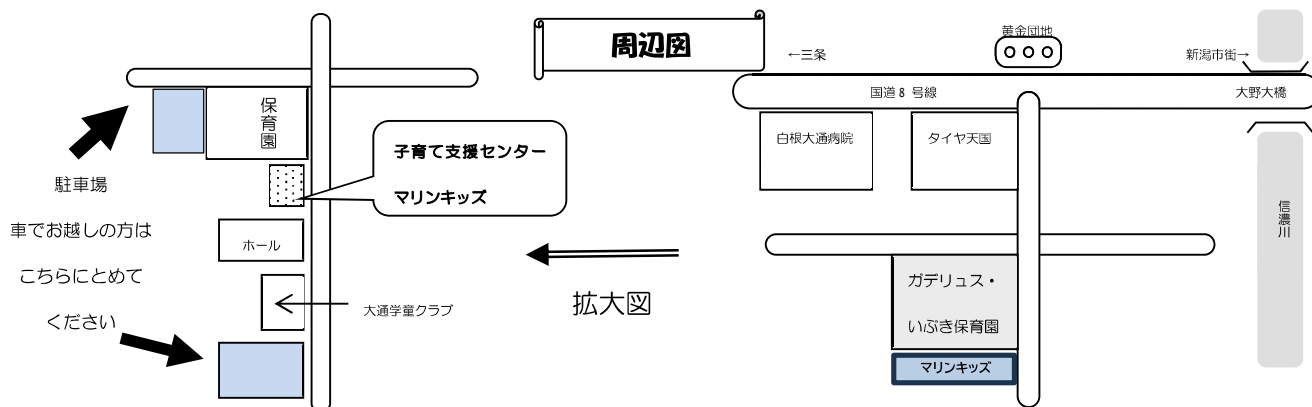 周辺図
黄金団地
←三条
新潟市街→
国道8号線
大野大橋
保育園
白根大通病院
タイヤ天国
子育て支援センター
マリンキッズ
駐車場
車でお越しの方は
こちらにとめて
ください
ホール
信濃川
大通学童クラブ
拡大図
ガデリュス・
いぶき保育園
マリンキッズ